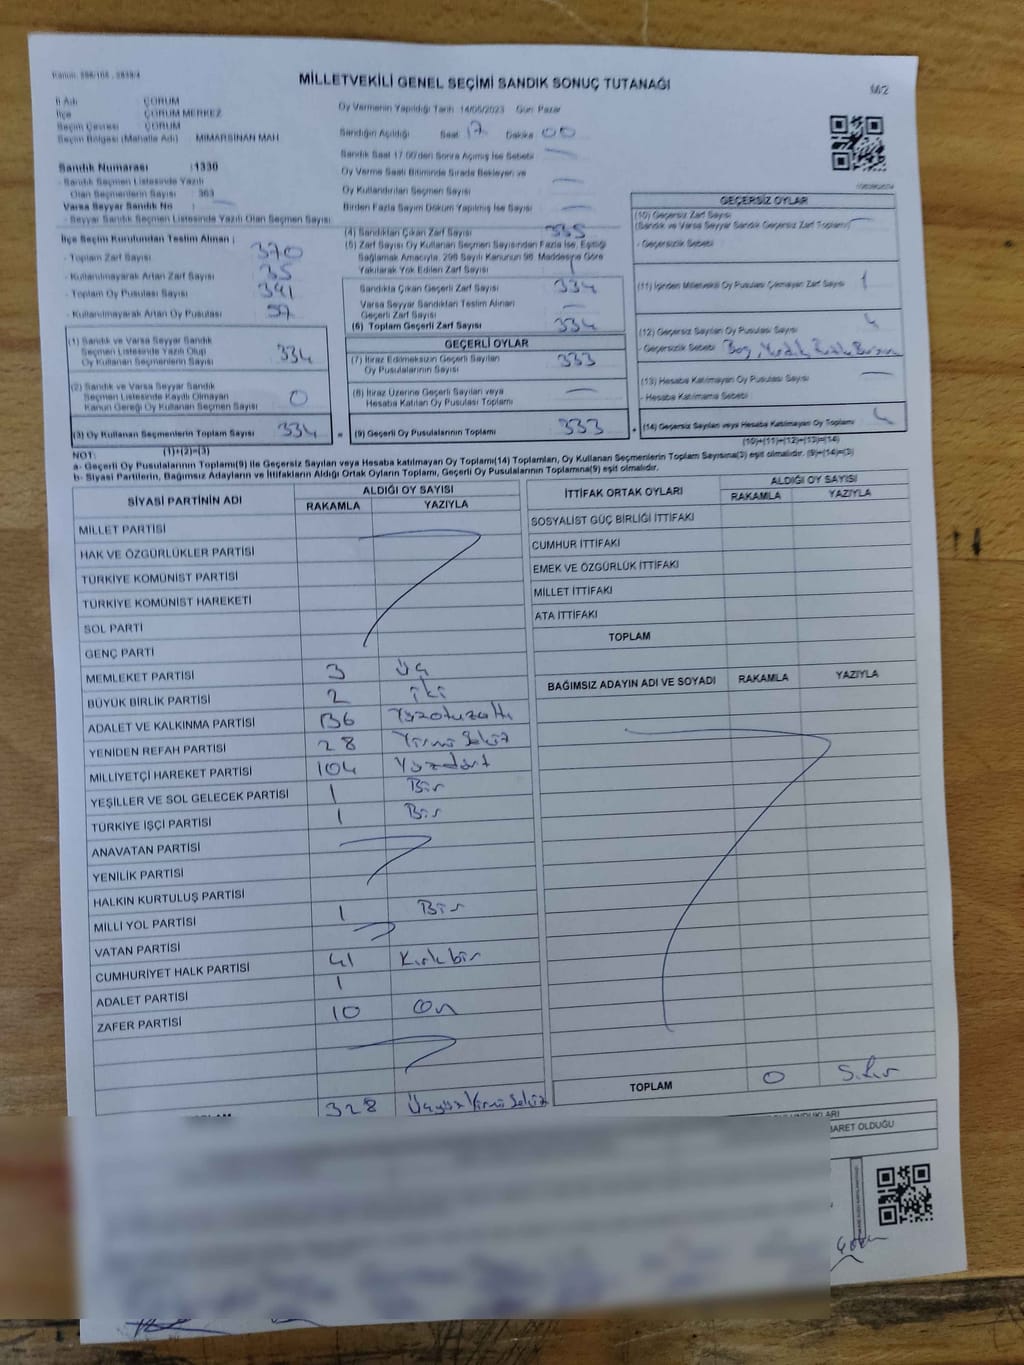 Kanun: 298/105 , 2839/4
MİLLETVEKİLİ GENEL SEÇİMİ SANDIK SONUÇ TUTANAĞI
M2
İl Adı : ÇORUM
İlçe : ÇORUM MERKEZ
Seçim Çevresi : ÇORUM
Seçim Bölgesi (Mahalle Adı) : MİMARSİNAN MAH
Sandık Numarası :1330
- Sandık Seçmen Listesinde Yazılı
Olan Seçmenlerin Sayısı : 363
Varsa Seyyar Sandık No :
- Seyyar Sandık Seçmen Listesinde Yazılı Olan Seçmen Sayısı:
Oy Vermenin Yapıldığı Tarih :14/05/2023 Gün: Pazar
Sandığın Açıldığı Saat 17 Dakika 00
Sandık Saat 17:00'den Sonra Açılmış İse Sebebi
Oy Verme Saati Bitiminde Sırada Bekleyen ve
Oy Kullandırılan Seçmen Sayısı
Birden Fazla Sayım Döküm Yapılmış İse Sayısı
İlçe Seçim Kurulundan Teslim Alınan ;
- Toplam Zarf Sayısı 370
- Kullanılmayarak Artan Zarf Sayısı 35
- Toplam Oy Pusulası Sayısı 391
- Kullanılmayarak Artan Oy Pusulası 57
(1) Sandık ve Varsa Seyyar Sandık
Seçmen Listesinde Yazılı Olup
Oy Kullanan Seçmenlerin Sayısı 334
(2) Sandık ve Varsa Seyyar Sandık
Seçmen Listesinde Kayıtlı Olmayan
Kanun Gereği Oy Kullanan Seçmen Sayısı 0
(3) Oy Kullanan Seçmenlerin Toplam Sayısı 334
(1)+(2)=(3)
(4) Sandıktan Çıkan Zarf Sayısı 335
(5) Zarf Sayısı Oy Kullanan Seçmen Sayısından Fazla İse, Eşitliği
Sağlamak Amacıyla, 298 Sayılı Kanunun 98. Maddesine Göre
Yakılarak Yok Edilen Zarf Sayısı 1
Sandıkta Çıkan Geçerli Zarf Sayısı 334
Varsa Seyyar Sandıktan Teslim Alınan
Geçerli Zarf Sayısı
(6) Toplam Geçerli Zarf Sayısı 334
GEÇERLİ OYLAR
(7) İtiraz Edilmeksizin Geçerli Sayılan
Oy Pusulasının Sayısı 333
(8) İtiraz Üzerine Geçerli Sayılan veya
Hesaba Katılan Oy Pusulası Toplamı
= (9) Geçerli Oy Pusulalarının Toplamı 333
GEÇERSİZ OYLAR
(10) Geçersiz Zarf Sayısı
(Sandık ve Varsa Seyyar Sandık Geçersiz Zarf Toplamı)
- Geçersizlik Sebebi
(11) İçinden Milletvekili Oy Pusulası Çıkmayan Zarf Sayısı 1
(12) Geçersiz Sayılan Oy Pusulası Sayısı 4
- Geçersizlik Sebebi Boş,
(13) Hesaba Katılmayan Oy Pusulası Sayısı
- Hesaba Katılmama Sebebi
+ (14) Geçersiz Sayılan veya Hesaba Katılmayan Oy Toplamı
(10)+(11)+(12)+(13)=(14)
NOT:
a- Geçerli Oy Pusulalarının Toplamı(9) ile Geçersiz Sayılan veya Hesaba katılmayan Oy Toplamı(14) Toplamları, Oy Kullanan Seçmenlerin Toplam Sayısına(3) eşit olmalıdır. (9)+(14)=(3)
b- Siyasi Partilerin, Bağımsız Adayların ve İttifakların Aldığı Ortak Oyların Toplamı, Geçerli Oy Pusulalarının Toplamına(9) eşit olmalıdır.
SİYASİ PARTİNİN ADI
ALDIĞI OY SAYISI
RAKAMLA YAZIYLA
MİLLET PARTİSİ
HAK VE ÖZGÜRLÜKLER PARTİSİ
TÜRKİYE KOMÜNİST PARTİSİ
TÜRKİYE KOMÜNİST HAREKETİ
SOL PARTİ
GENÇ PARTİ
MEMLEKET PARTİSİ 3 Üç
BÜYÜK BİRLİK PARTİSİ 2 iki
ADALET VE KALKINMA PARTİSİ 136 Yüzotuzaltı
YENİDEN REFAH PARTİSİ 28 Yirmi Sekiz
MİLLİYETÇİ HAREKET PARTİSİ 104 Yüzdört
YEŞİLLER VE SOL GELECEK PARTİSİ 1 Bir
TÜRKİYE İŞÇİ PARTİSİ 1 Bir
ANAVATAN PARTİSİ
YENİLİK PARTİSİ
HALKIN KURTULUŞ PARTİSİ
MİLLİ YOL PARTİSİ 1 Bir
VATAN PARTİSİ
CUMHURİYET HALK PARTİSİ 41 Kırkbir
ADALET PARTİSİ 1
ZAFER PARTİSİ 10 On
328 Üçyüz Yirmi Sekiz
İTTİFAK ORTAK OYLARI
ALDIĞI OY SAYISI
RAKAMLA YAZIYLA
SOSYALİST GÜÇ BİRLİĞİ İTTİFAKI
CUMHUR İTTİFAKI
EMEK VE ÖZGÜRLÜK İTTİFAKI
MİLLET İTTİFAKI
ATA İTTİFAKI
TOPLAM
BAĞIMSIZ ADAYIN ADI VE SOYADI RAKAMLA YAZIYLA
TOPLAM 0 Sıfır
BARET OLDUĞU